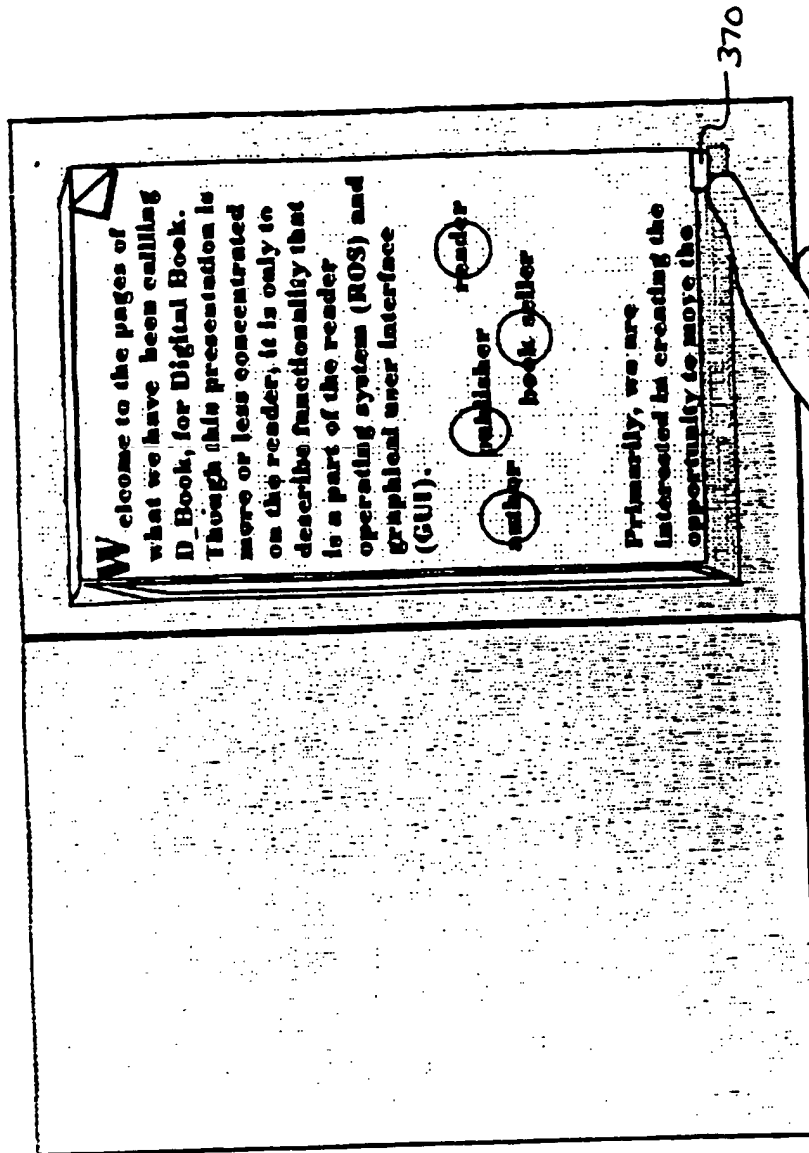 Welcome to the pages of
what we have been callling
D_Book, for Digital Book.
Though this presentation is
more or less concentrated
on the reader, it is only to
describe functionality that
is a part of the reader
operating system (ROS) and
graphical user interface
(GUI).
author
publisher
book seller
reader
Primarily, we are
interested in creating the
opportunity to move the
370